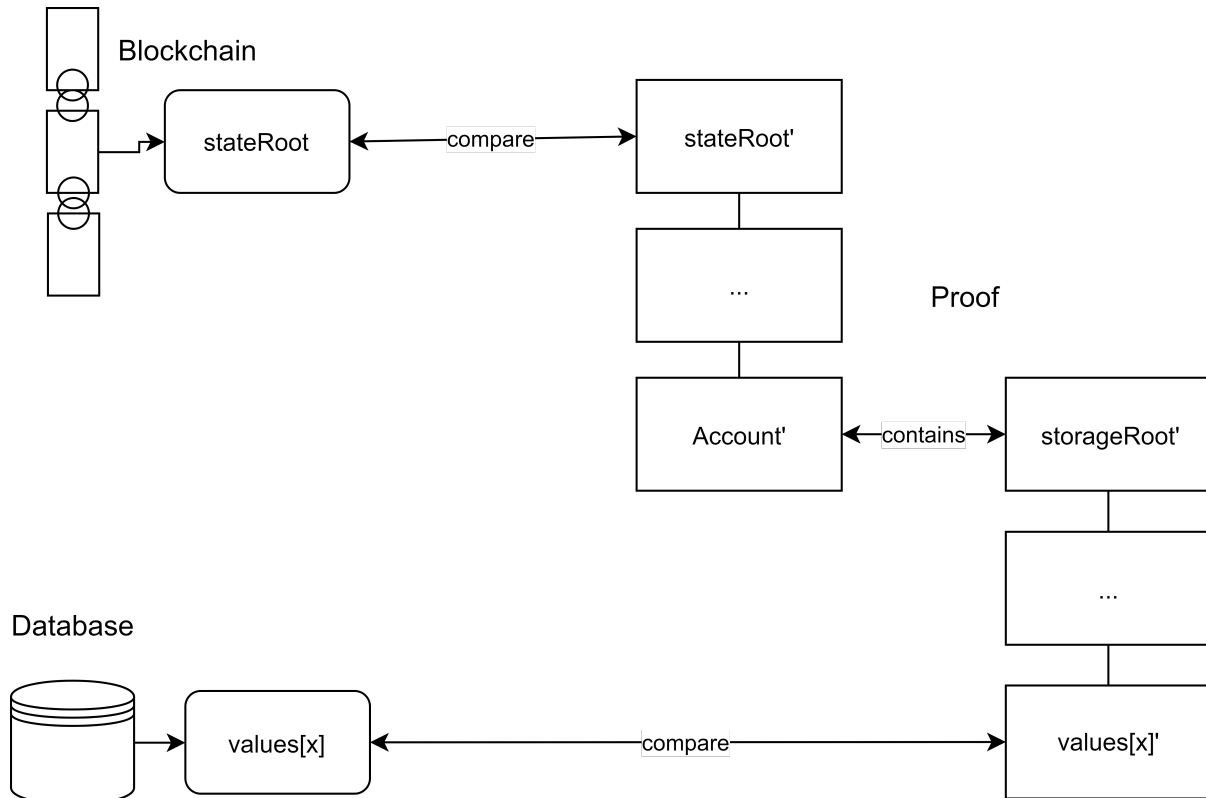 Blockchain
stateRoot
compare
stateRoot'
...
Proof
Account'
contains
storageRoot'
...
Database
values[x]
compare
values[x]'